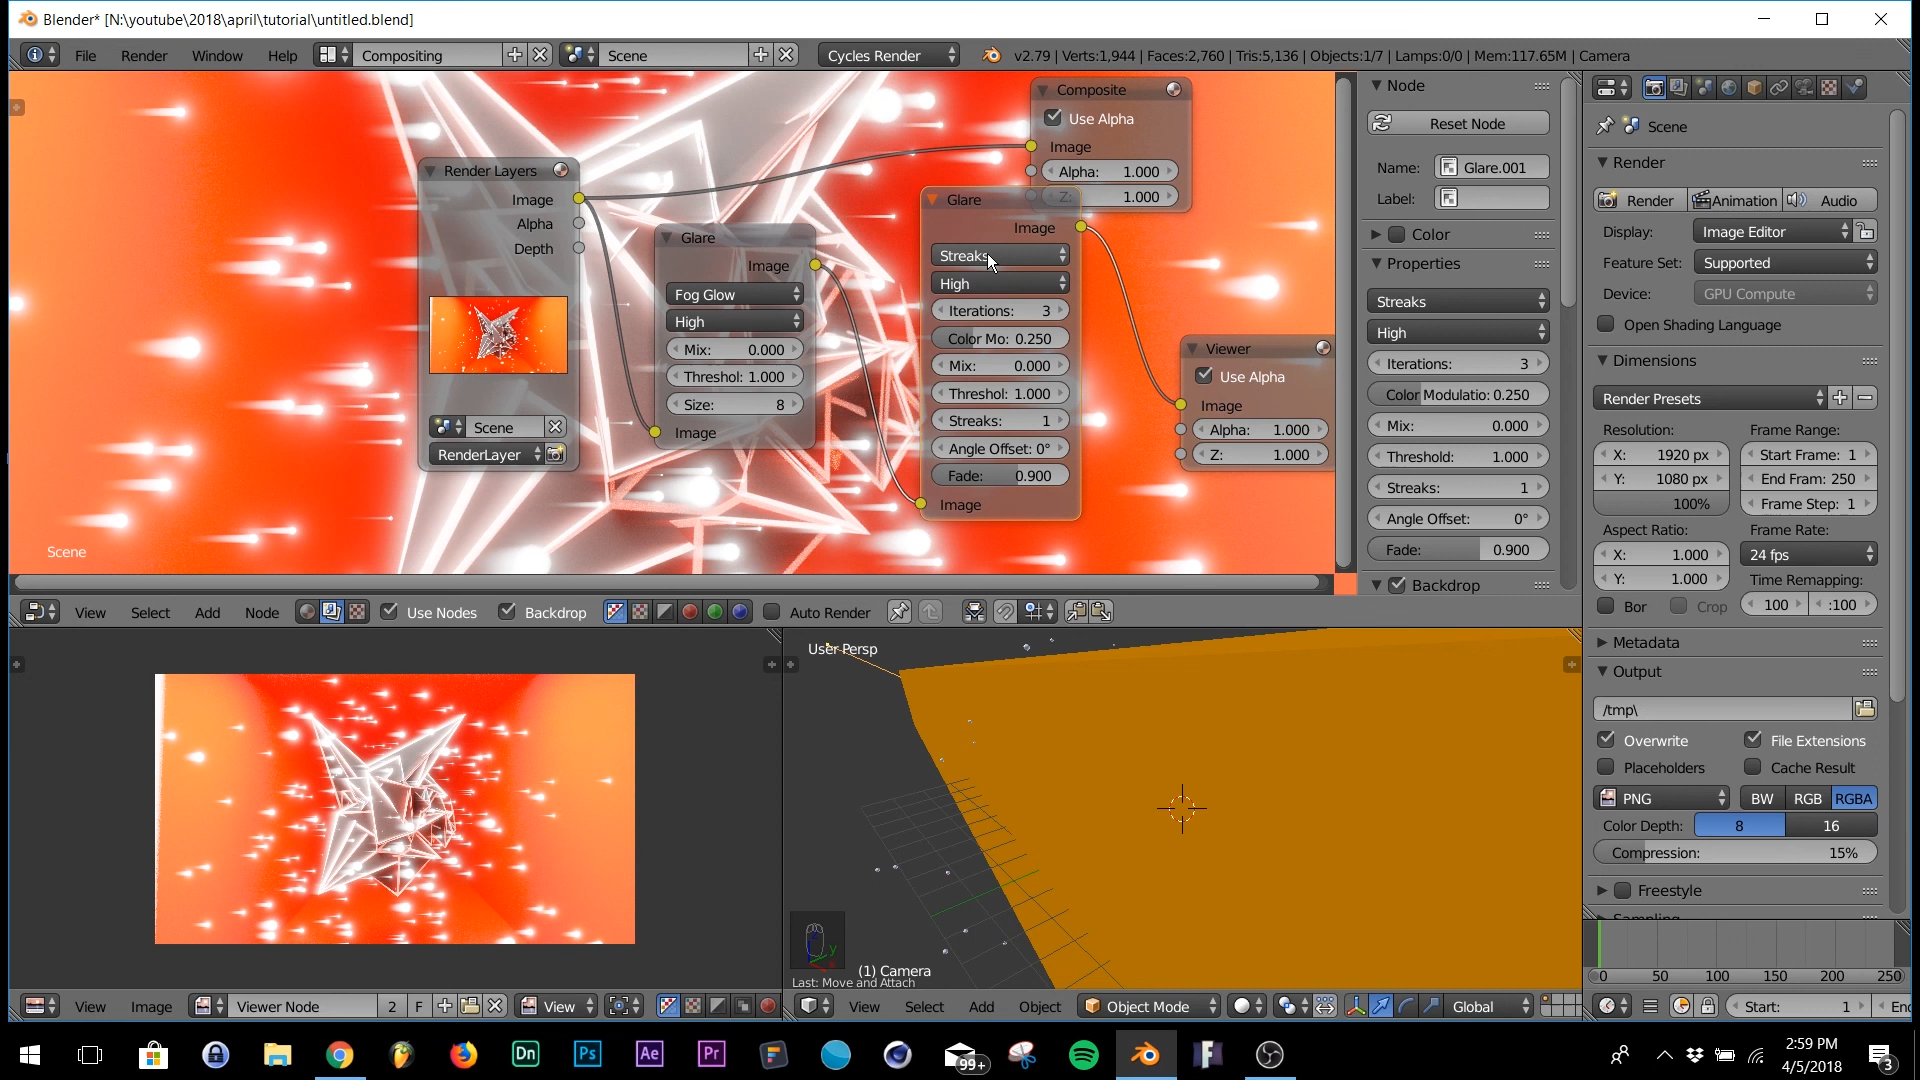 Blender* [N:\youtube\2018\april\tutorial\untitled.blend]
File Render Window Help Compositing Scene Cycles Render v2.79 | Verts:1,944 | Faces:2,760 | Tris:5,136 | Objects:1/7 | Lamps:0/0 | Mem:117.65M | Camera
Render Layers
Image
Alpha
Depth
Scene
RenderLayer
Glare
Image
Fog Glow
High
Mix: 0.000
Threshol: 1.000
Size: 8
Image
Glare
Image
Streaks
High
Iterations: 3
Color Mo: 0.250
Mix: 0.000
Threshol: 1.000
Streaks: 1
Angle Offset: 0°
Fade: 0.900
Image
Composite
Use Alpha
Image
Alpha: 1.000
Z: 1.000
Viewer
Use Alpha
Image
Alpha: 1.000
Z: 1.000
Scene
Node
Reset Node
Name: Glare.001
Label:
Color
Properties
Streaks
High
Iterations: 3
Color Modulatio: 0.250
Mix: 0.000
Threshold: 1.000
Streaks: 1
Angle Offset: 0°
Fade: 0.900
Backdrop
Scene
Render
Render Animation Audio
Display: Image Editor
Feature Set: Supported
Device: GPU Compute
Open Shading Language
Dimensions
Render Presets
Resolution: Frame Range:
X: 1920 px Start Frame: 1
Y: 1080 px End Fram: 250
100% Frame Step: 1
Aspect Ratio: Frame Rate:
X: 1.000 24 fps
Y: 1.000 Time Remapping:
Bor Crop 100 :100
Metadata
Output
/tmp\
Overwrite File Extensions
Placeholders Cache Result
PNG BW RGB RGBA
Color Depth: 8 16
Compression: 15%
Freestyle
Sampling
View Select Add Node Use Nodes Backdrop Auto Render
User Persp
(1) Camera
Last: Move and Attach
0 50 100 150 200 250
View Image Viewer Node 2 F View
View Select Add Object Object Mode Global
Start: 1 En
Dn Ps Ae Pr 99+
2:59 PM
4/5/2018
3